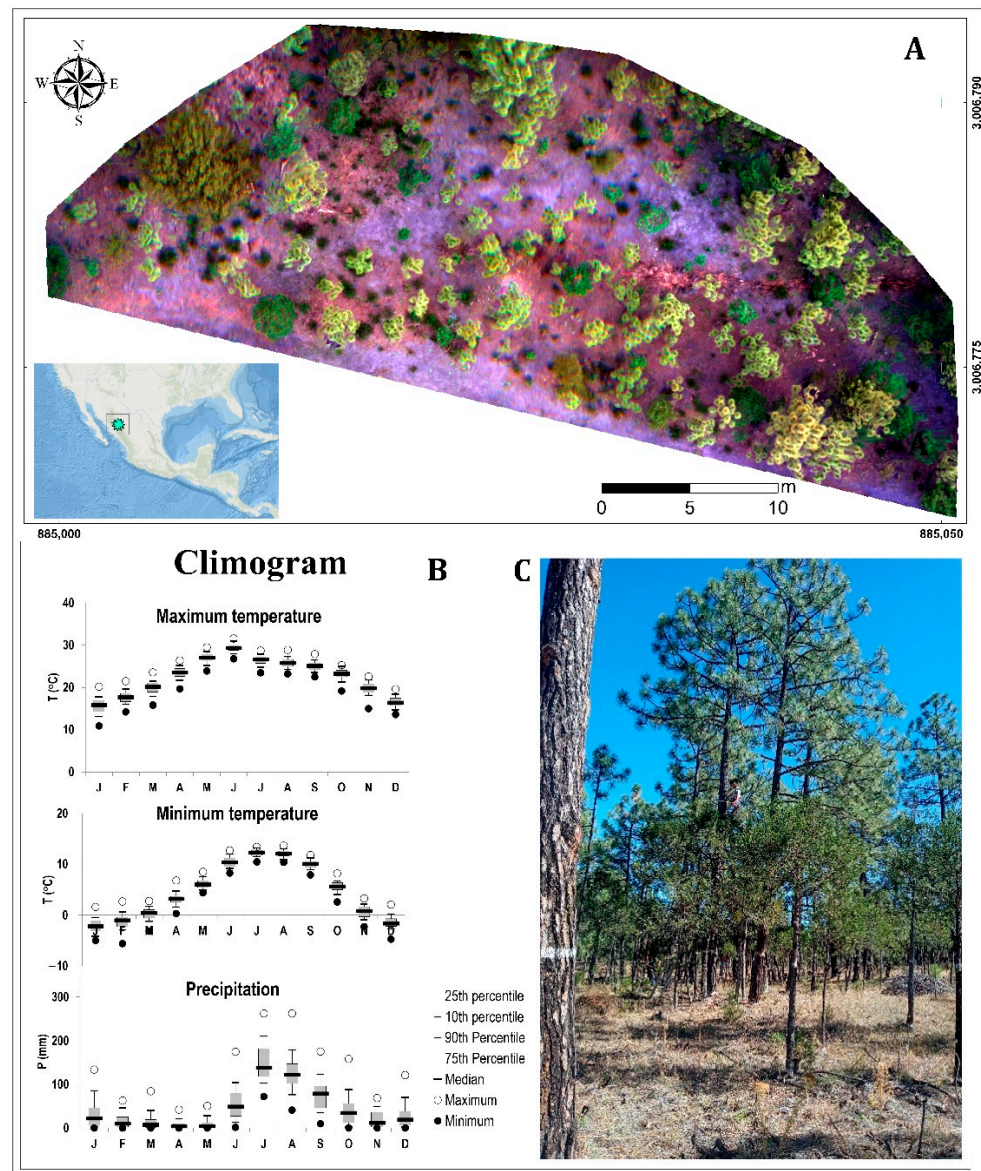 A
N
W E
S
3.006.790
3.006.775
0 5 10 m
885,000 885,050
Climogram B C
Maximum temperature
40
30
20
10
0
T (°C)
J F M A M J J A S O N D
Minimum temperature
20
10
0
−10
T (°C)
J F M A M J J A S O N D
Precipitation
300
200
100
0
P (mm)
J F M A M J J A S O N D
25th percentile
10th percentile
90th Percentile
75th Percentile
Median
Maximum
Minimum